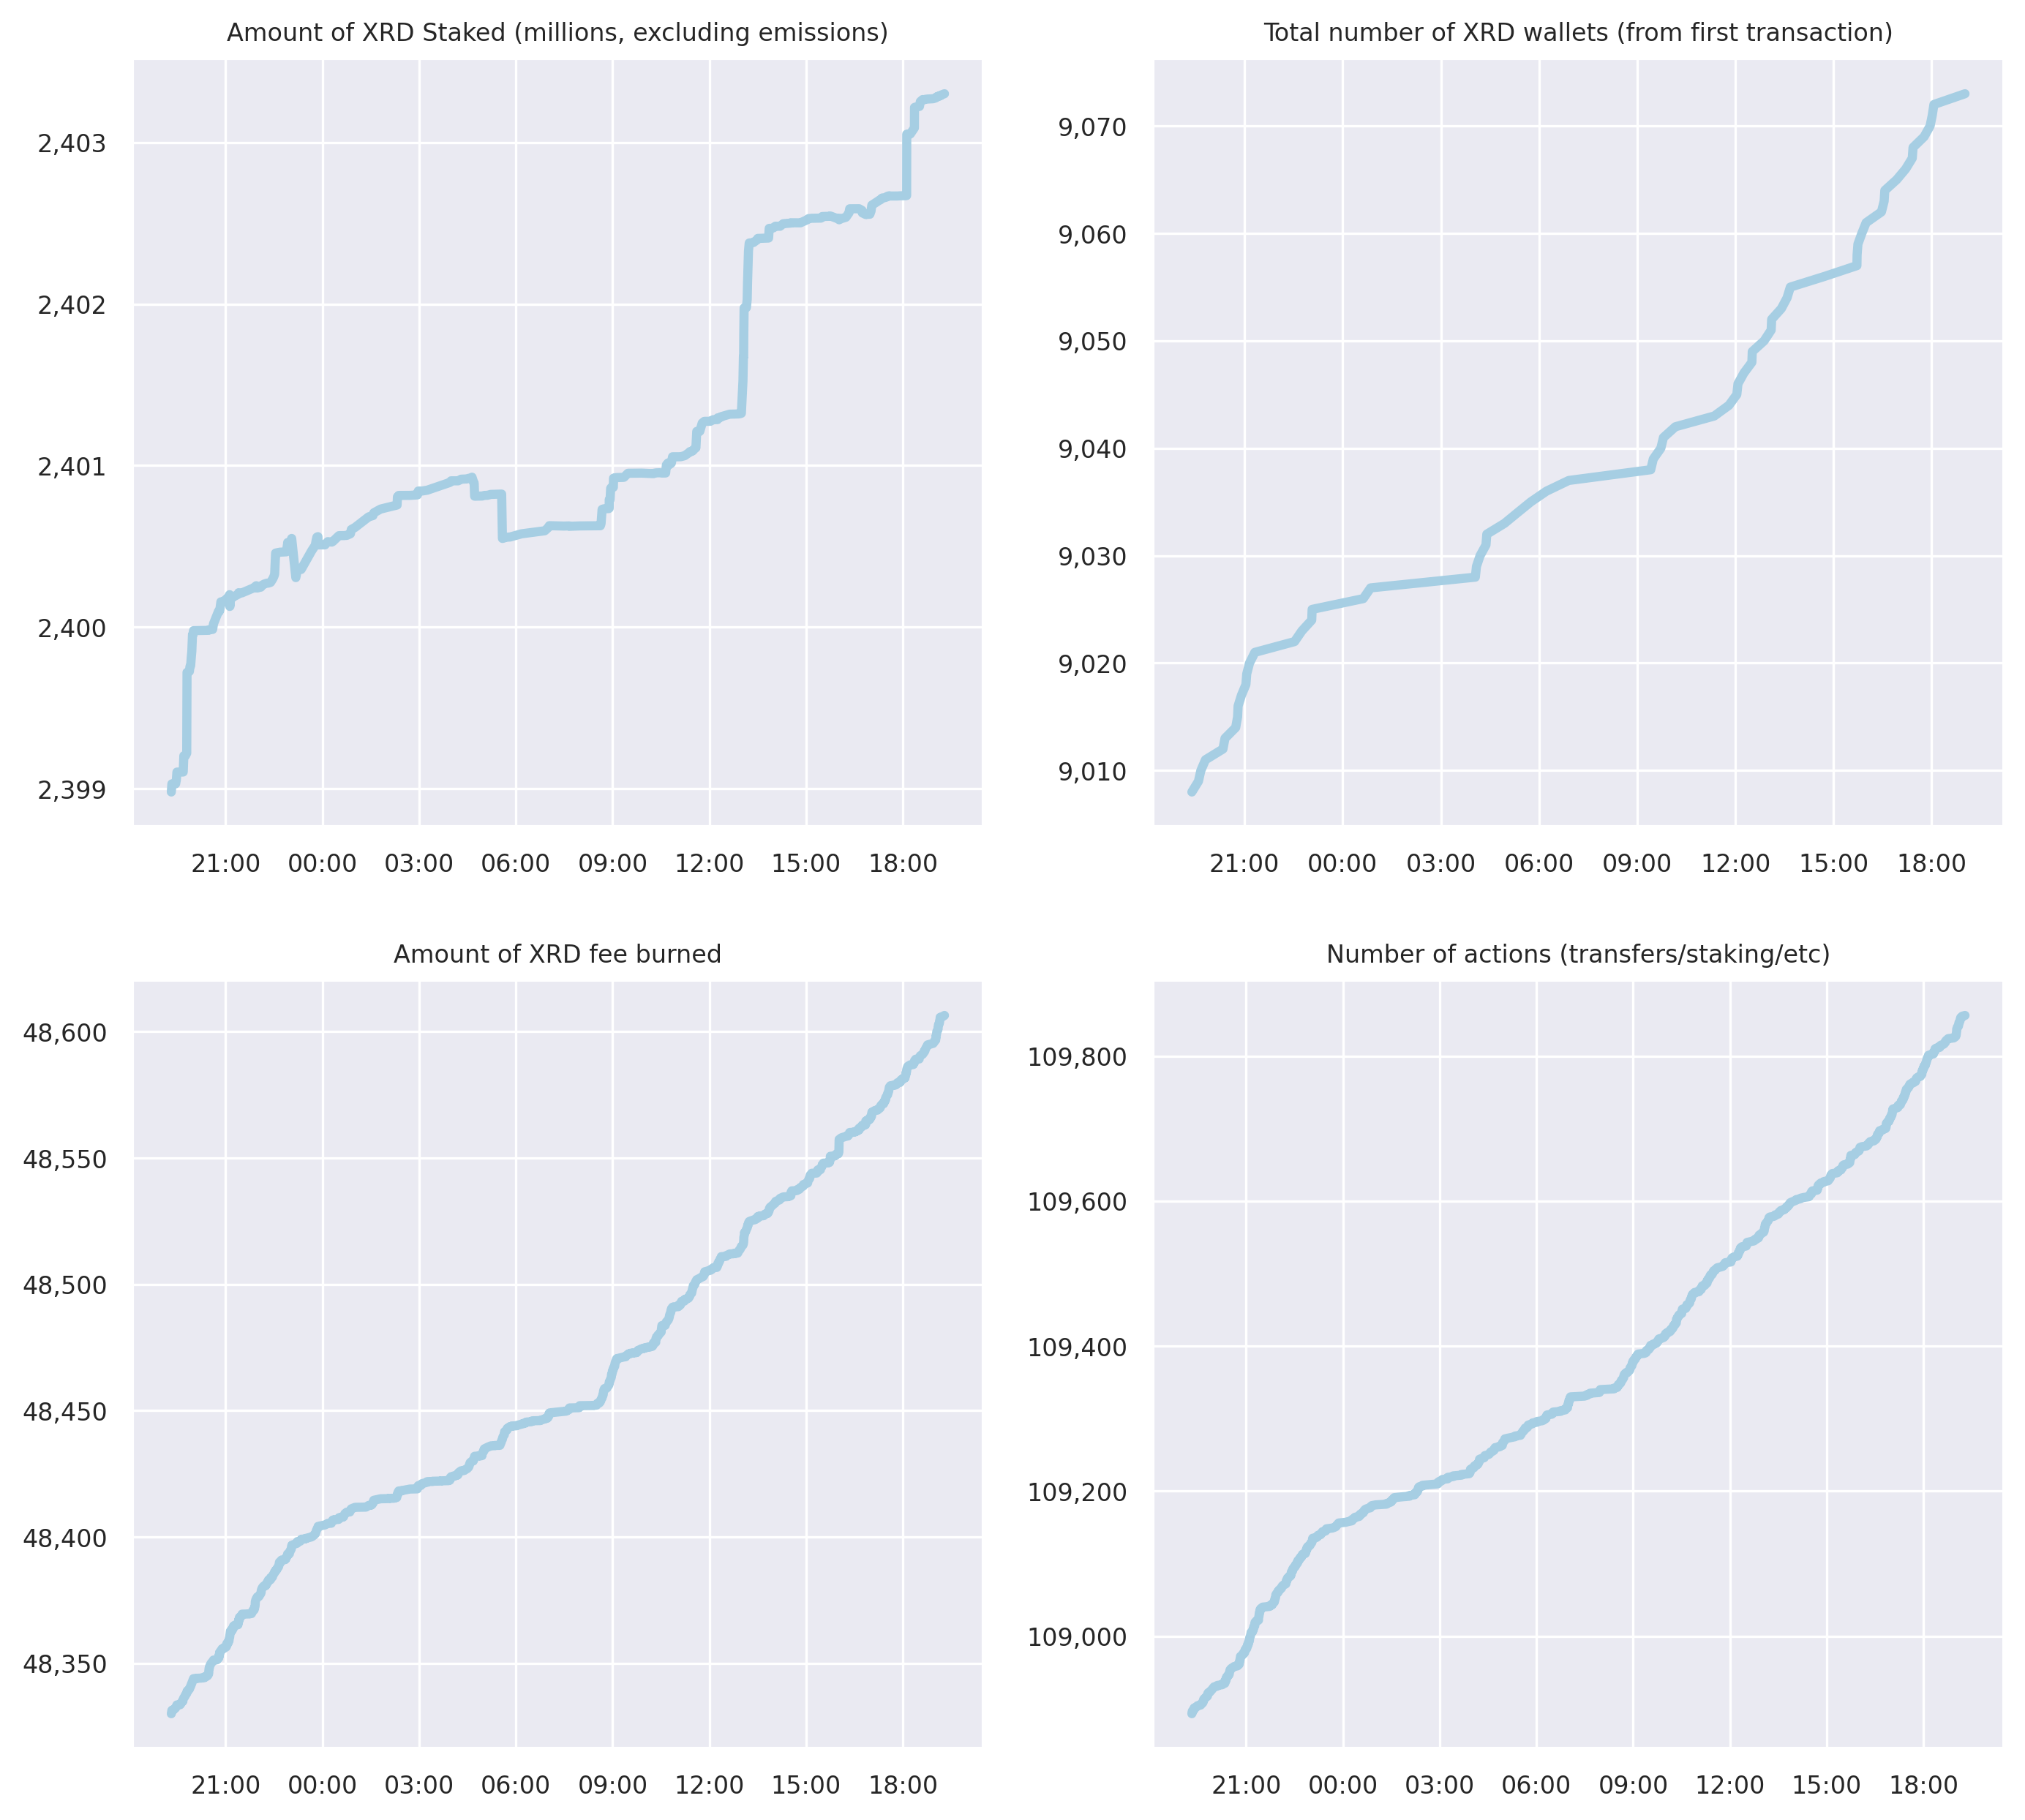 Amount of XRD Staked (millions, excluding emissions)
2,403
2,402
2,401
2,400
2,399
21:00 00:00 03:00 06:00 09:00 12:00 15:00 18:00
Total number of XRD wallets (from first transaction)
9,070
9,060
9,050
9,040
9,030
9,020
9,010
21:00 00:00 03:00 06:00 09:00 12:00 15:00 18:00
Amount of XRD fee burned
48,600
48,550
48,500
48,450
48,400
48,350
21:00 00:00 03:00 06:00 09:00 12:00 15:00 18:00
Number of actions (transfers/staking/etc)
109,800
109,600
109,400
109,200
109,000
21:00 00:00 03:00 06:00 09:00 12:00 15:00 18:00